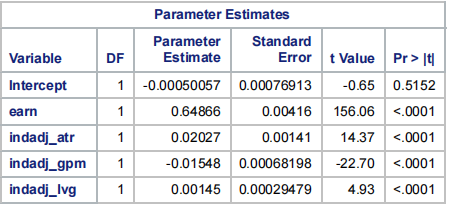 Parameter Estimates
Variable DF Parameter Estimate Standard Error t Value Pr > |t|
Intercept 1 -0.00050057 0.00076913 -0.65 0.5152
earn 1 0.64866 0.00416 156.06 <.0001
indadj_atr 1 0.02027 0.00141 14.37 <.0001
indadj_gpm 1 -0.01548 0.00068198 -22.70 <.0001
indadj_lvg 1 0.00145 0.00029479 4.93 <.0001